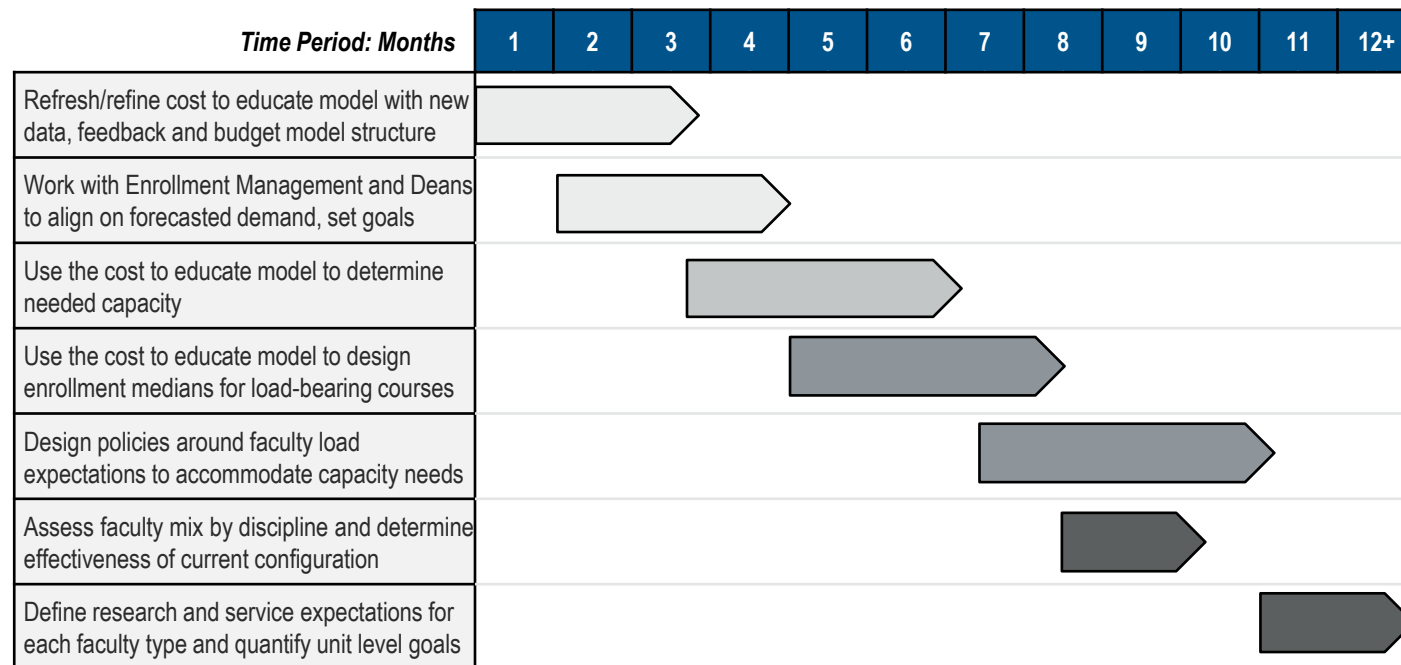 Time Period: Months 1 2 3 4 5 6 7 8 9 10 11 12+
Refresh/refine cost to educate model with new
data, feedback and budget model structure
Work with Enrollment Management and Deans
to align on forecasted demand, set goals
Use the cost to educate model to determine
needed capacity
Use the cost to educate model to design
enrollment medians for load-bearing courses
Design policies around faculty load
expectations to accommodate capacity needs
Assess faculty mix by discipline and determine
effectiveness of current configuration
Define research and service expectations for
each faculty type and quantify unit level goals